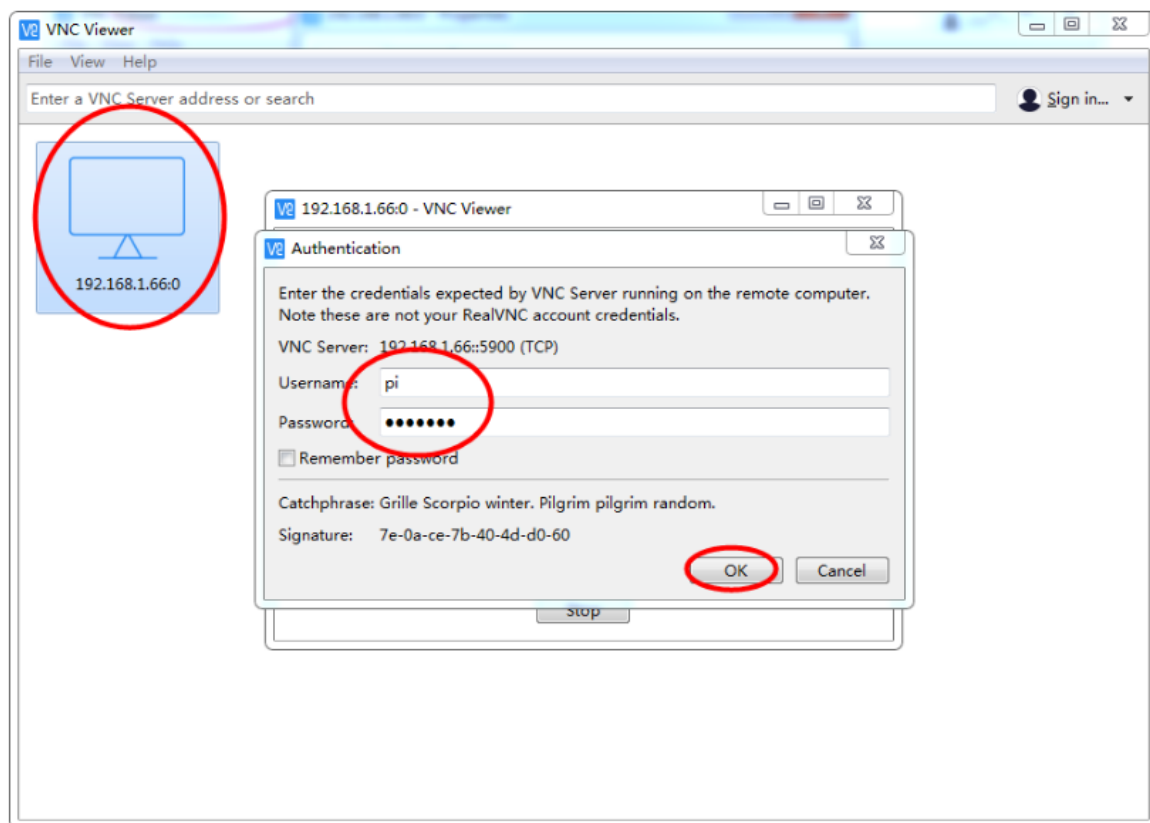 VNC Viewer
File View Help
Enter a VNC Server address or search
Sign in...
192.168.1.66:0
192.168.1.66:0 - VNC Viewer
Authentication
Enter the credentials expected by VNC Server running on the remote computer.
Note these are not your RealVNC account credentials.
VNC Server: 192.168.1.66::5900 (TCP)
Username: pi
Password: •••••••
Remember password
Catchphrase: Grille Scorpio winter. Pilgrim pilgrim random.
Signature: 7e-0a-ce-7b-40-4d-d0-60
OK Cancel
Stop